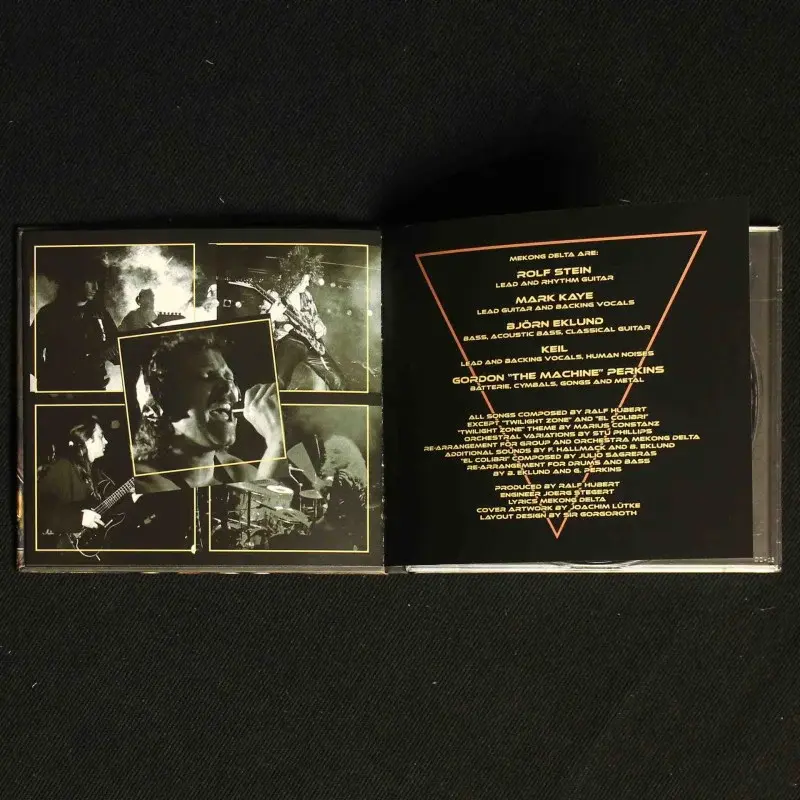 MEKONG DELTA ARE:
ROLF STEIN
LEAD AND RHYTHM GUITAR
MARK KAYE
LEAD GUITAR AND BACKING VOCALS
BJÖRN EKLUND
BASS, ACOUSTIC BASS, CLASSICAL GUITAR
KEIL
LEAD AND BACKING VOCALS, HUMAN NOISES
GORDON "THE MACHINE" PERKINS
BATTERIE, CYMBALS, GONGS AND METAL
ALL SONGS COMPOSED BY RALF HUBERT
EXCEPT "TWILIGHT ZONE" AND "EL COLIBRI"
"TWILIGHT ZONE" THEME BY MARIUS CONSTANZ
ORCHESTRAL VARIATIONS BY STU PHILLIPS
RE-ARRANGEMENT FOR GROUP AND ORCHESTRA MEKONG DELTA
ADDITIONAL SOUNDS BY F. HALLMACK AND B. EKLUND
"EL COLIBRI" COMPOSED BY JULIO SAGRERAS
RE-ARRANGEMENT FOR DRUMS AND BASS
BY B. EKLUND AND G. PERKINS
PRODUCED BY RALF HUBERT
ENGINEER JOERG STEGERT
LYRICS MEKONG DELTA
COVER ARTWORK BY JOACHIM LÜTKE
LAYOUT DESIGN BY SIR GORGOROTH